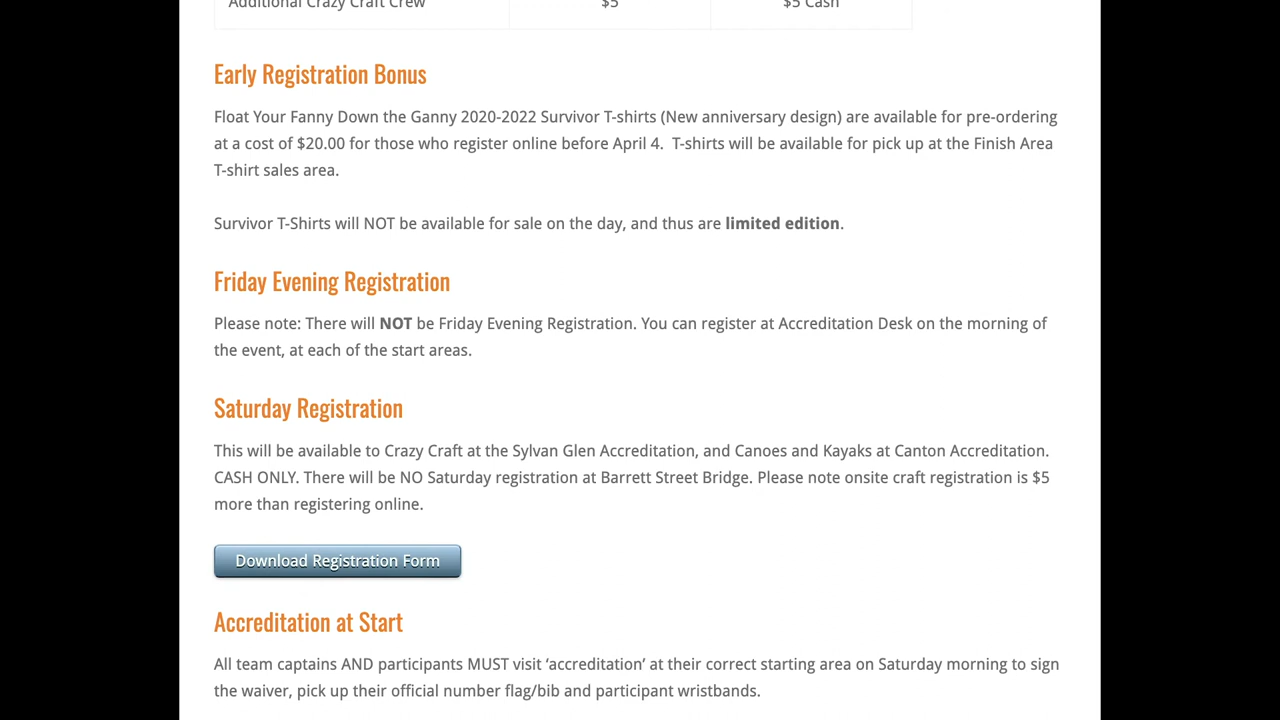 Additional Crazy Craft Crew $5 $5 Cash
Early Registration Bonus
Float Your Fanny Down the Ganny 2020-2022 Survivor T-shirts (New anniversary design) are available for pre-ordering
at a cost of $20.00 for those who register online before April 4.  T-shirts will be available for pick up at the Finish Area
T-shirt sales area.
Survivor T-Shirts will NOT be available for sale on the day, and thus are limited edition.
Friday Evening Registration
Please note: There will NOT be Friday Evening Registration. You can register at Accreditation Desk on the morning of
the event, at each of the start areas.
Saturday Registration
This will be available to Crazy Craft at the Sylvan Glen Accreditation, and Canoes and Kayaks at Canton Accreditation.
CASH ONLY. There will be NO Saturday registration at Barrett Street Bridge. Please note onsite craft registration is $5
more than registering online.
Download Registration Form
Accreditation at Start
All team captains AND participants MUST visit ‘accreditation’ at their correct starting area on Saturday morning to sign
the waiver, pick up their official number flag/bib and participant wristbands.